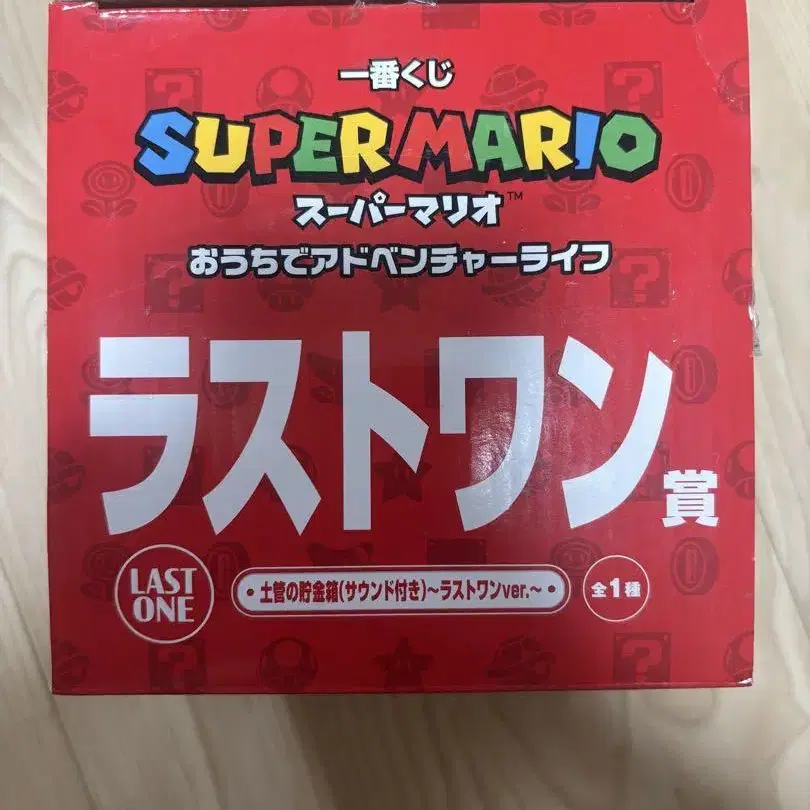 一番くじ
SUPER MARIO
スーパーマリオ™
おうちでアドベンチャーライフ
ラストワン賞
LAST
ONE
・土管の貯金箱(サウンド付き)～ラストワンver.～・
全1種